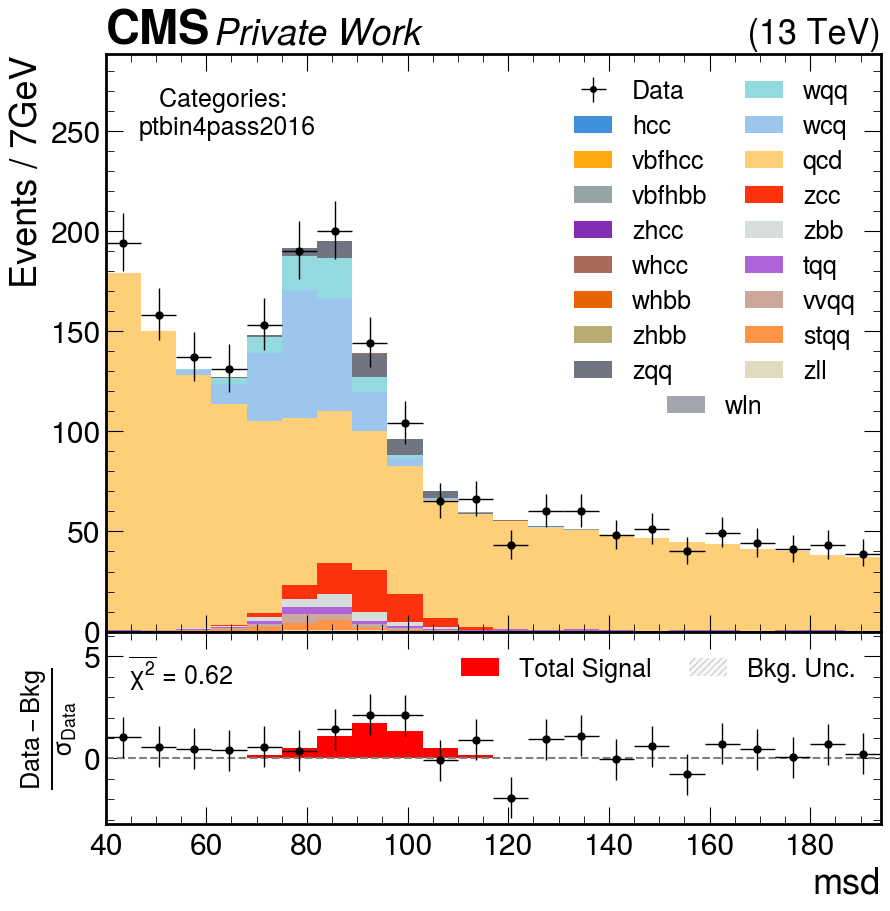 CMS Private Work (13 TeV)
Events / 7GeV
Categories:
ptbin4pass2016
Data
hcc
vbfhcc
vbfhbb
zhcc
whcc
whbb
zhbb
zqq
wqq
wcq
qcd
zcc
zbb
tqq
vvqq
stqq
zll
wln
250
200
150
100
50
0
Data − Bkg
σData
χ² = 0.62
Total Signal
Bkg. Unc.
5
0
40 60 80 100 120 140 160 180
msd